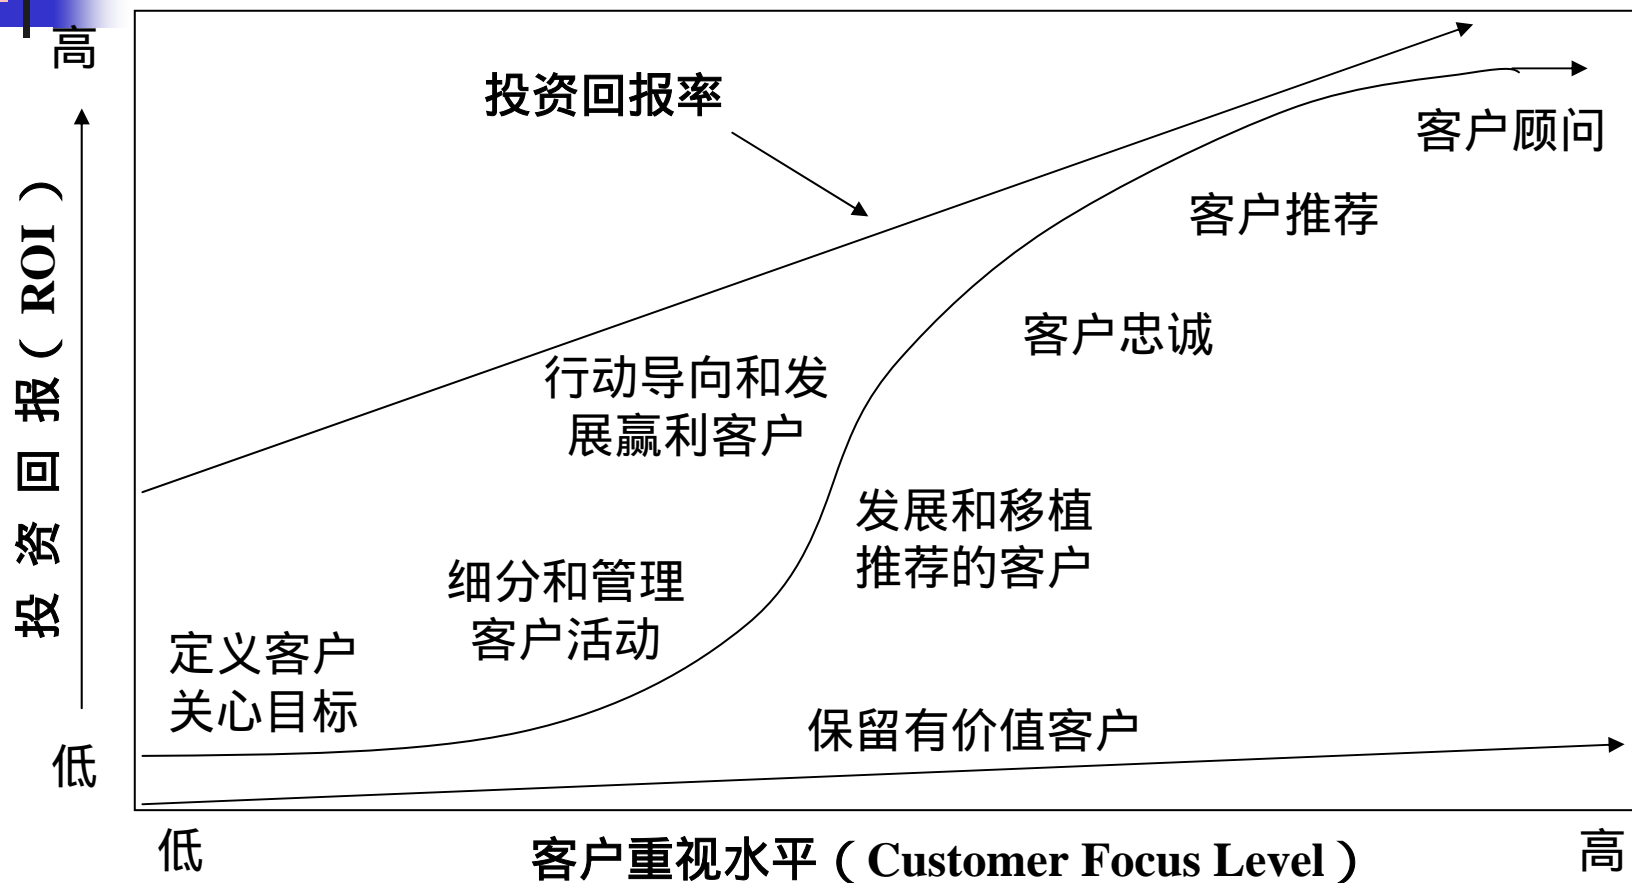 高
投资回报率
客户顾问
客户推荐
投资回报（ROI）
客户忠诚
行动导向和发
展赢利客户
发展和移植
推荐的客户
细分和管理
客户活动
定义客户
关心目标
保留有价值客户
低
低
客户重视水平（Customer Focus Level）
高